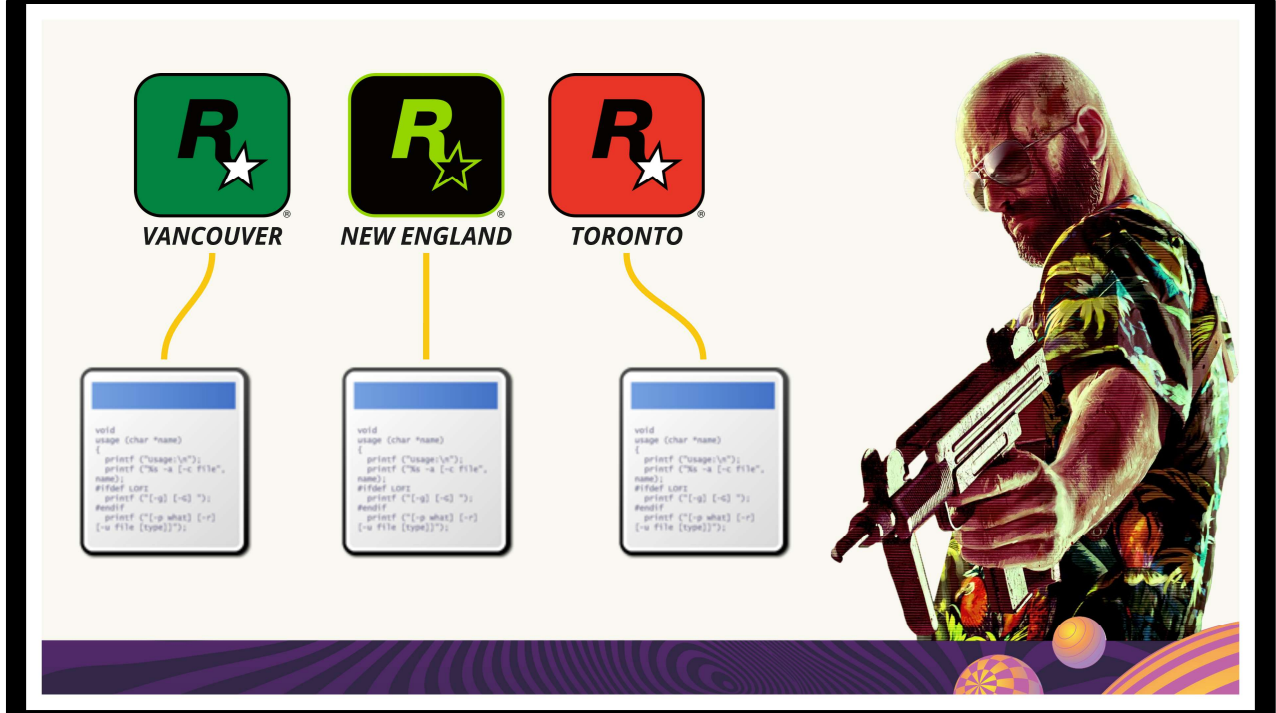 R
R
R
®
®
®
VANCOUVER
NEW ENGLAND
TORONTO
void
usage (char *name)
{
printf ("Usage:\n");
printf ("%s -a [-c file",
name);
#ifdef LOFI
printf ("[-g] [-G] ");
#endif
printf ("[-p what] [-r]
[-u file [type]]");
void
usage (char *name)
{
printf ("Usage:\n");
printf ("%s -a [-c file",
name);
#ifdef LOFI
printf ("[-g] [-G] ");
#endif
printf ("[-p what] [-r]
[-u file [type]]");
void
usage (char *name)
{
printf ("Usage:\n");
printf ("%s -a [-c file",
name);
#ifdef LOFI
printf ("[-g] [-G] ");
#endif
printf ("[-p what] [-r]
[-u file [type]]");